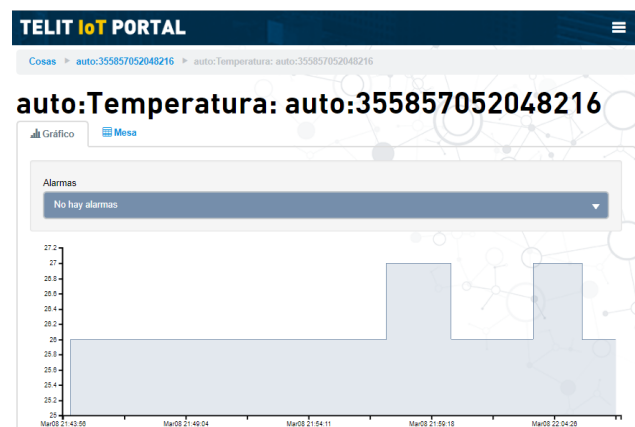 TELIT IoT PORTAL
Cosas ▶ auto:355857052048216 ▶ auto:Temperatura: auto:355857052048216
auto:Temperatura: auto:355857052048216
Gráfico Mesa
Alarmas
No hay alarmas
27.2
27
26.8
26.6
26.4
26.2
26
25.8
25.6
25.4
25.2
25
Mar08 21:43:56 Mar08 21:49:04 Mar08 21:54:11 Mar08 21:59:18 Mar08 22:04:26